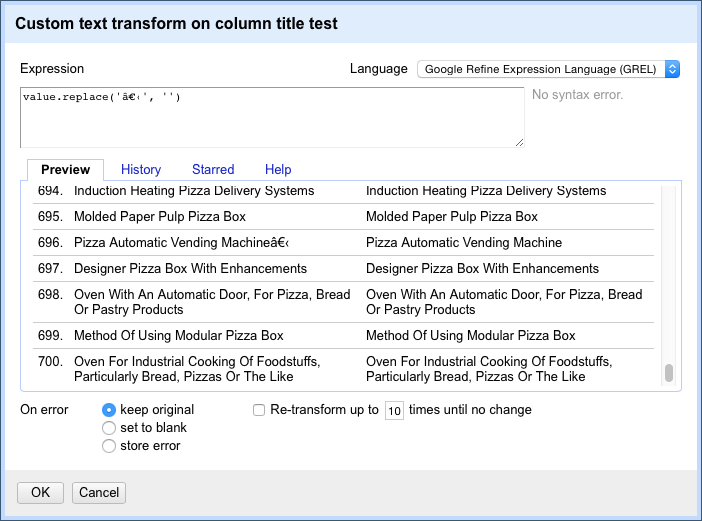 Custom text transform on column title test
Expression
Language Google Refine Expression Language (GREL)
value.replace('â€‹', '')
No syntax error.
Preview History Starred Help
694. Induction Heating Pizza Delivery Systems Induction Heating Pizza Delivery Systems
695. Molded Paper Pulp Pizza Box Molded Paper Pulp Pizza Box
696. Pizza Automatic Vending Machineâ€‹ Pizza Automatic Vending Machine
697. Designer Pizza Box With Enhancements Designer Pizza Box With Enhancements
698. Oven With An Automatic Door, For Pizza, Bread Oven With An Automatic Door, For Pizza, Bread
Or Pastry Products Or Pastry Products
699. Method Of Using Modular Pizza Box Method Of Using Modular Pizza Box
700. Oven For Industrial Cooking Of Foodstuffs, Oven For Industrial Cooking Of Foodstuffs,
Particularly Bread, Pizzas Or The Like Particularly Bread, Pizzas Or The Like
On error keep original Re-transform up to 10 times until no change
set to blank
store error
OK Cancel